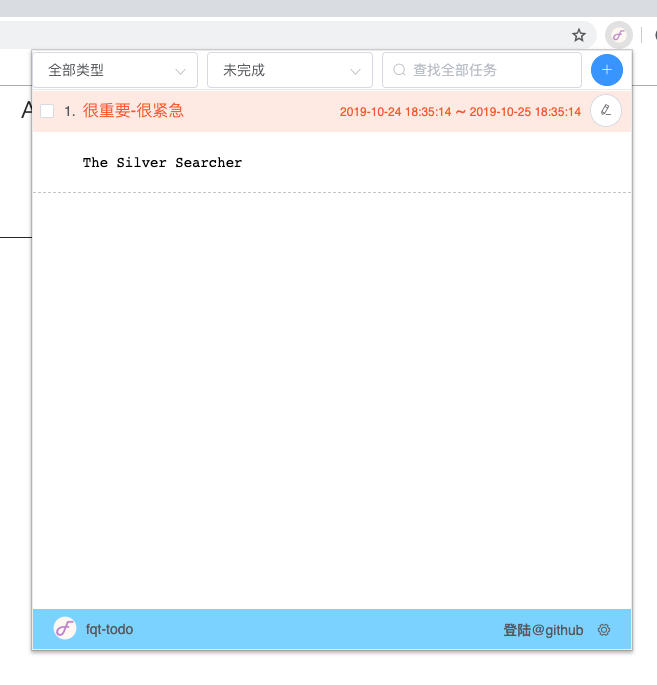 全部类型 未完成 查找全部任务
1. 很重要-很紧急 2019-10-24 18:35:14 ~ 2019-10-25 18:35:14
The Silver Searcher
fqt-todo 登陆@github